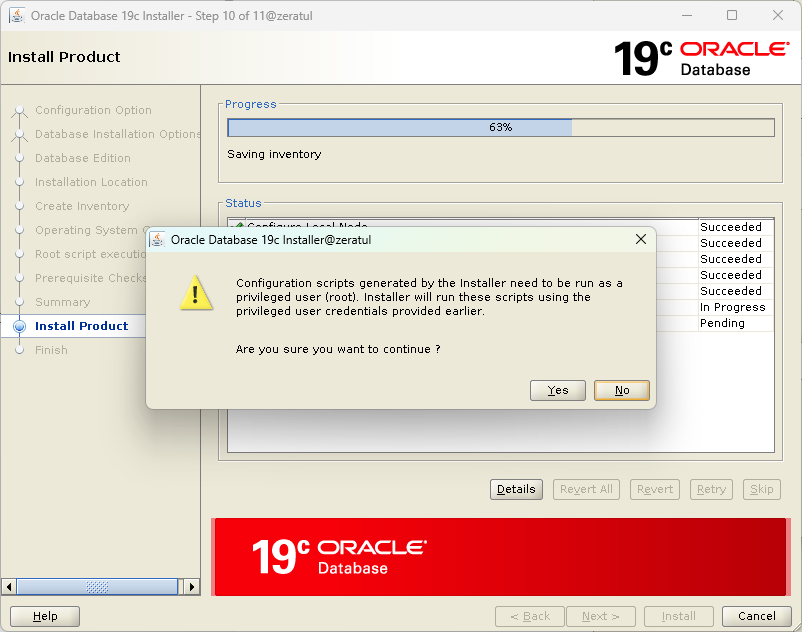 Oracle Database 19c Installer - Step 10 of 11@zeratul
Install Product
19c ORACLE
Database
Configuration Option
Database Installation Options
Database Edition
Installation Location
Create Inventory
Operating System
Root script executio
Prerequisite Checks
Summary
Install Product
Finish
Progress
63%
Saving inventory
Status
Configure Local Node
Succeeded
Succeeded
Succeeded
Succeeded
Succeeded
In Progress
Pending
Oracle Database 19c Installer@zeratul
Configuration scripts generated by the Installer need to be run as a
privileged user (root). Installer will run these scripts using the
privileged user credentials provided earlier.
Are you sure you want to continue ?
Yes No
Details Revert All Revert Retry Skip
19c ORACLE
Database
Help < Back Next > Install Cancel